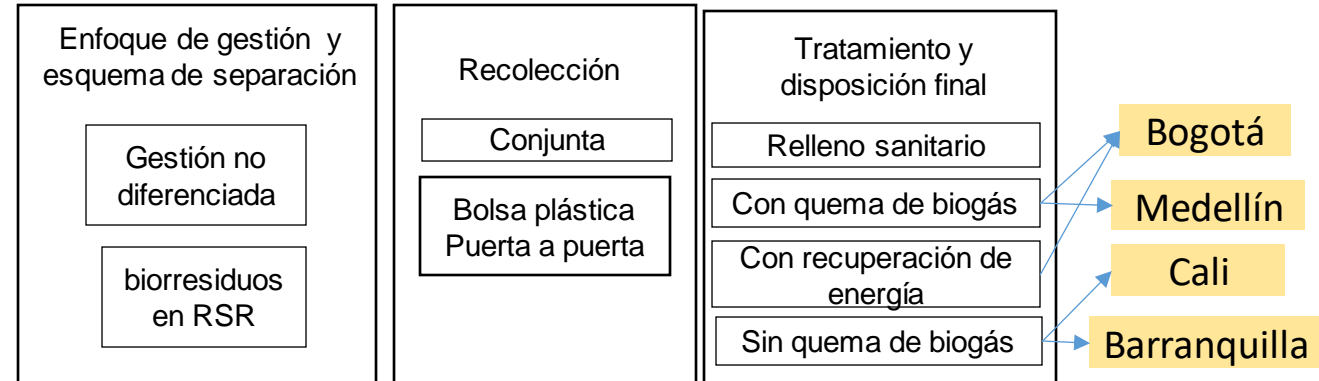 Enfoque de gestión y
esquema de separación
Gestión no
diferenciada
biorresiduos
en RSR
Recolección
Conjunta
Bolsa plástica
Puerta a puerta
Tratamiento y
disposición final
Relleno sanitario
Con quema de biogás
Con recuperación de
energía
Sin quema de biogás
Bogotá
Medellín
Cali
Barranquilla